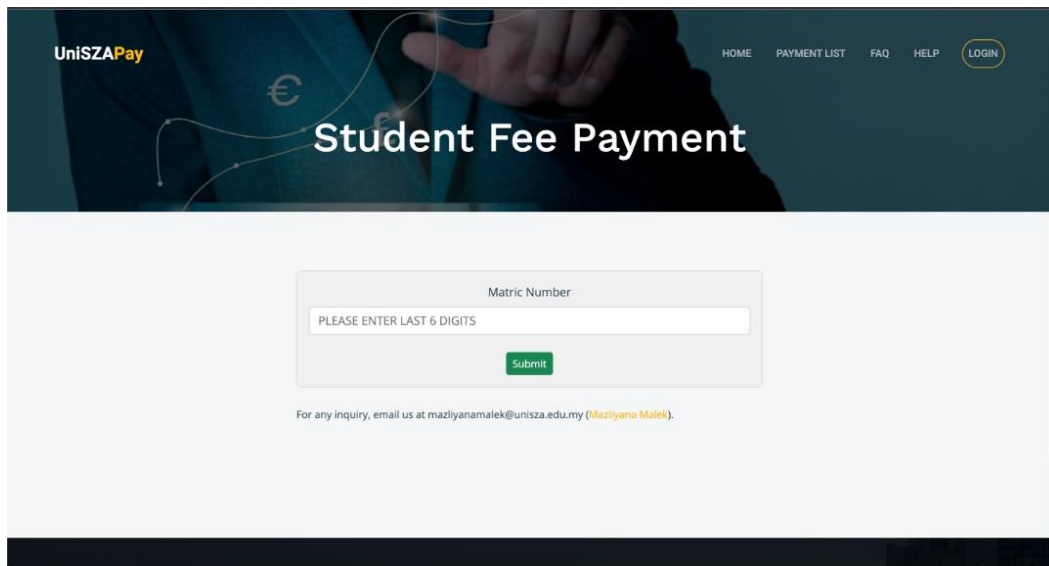 UniSZAPay
HOME PAYMENT LIST FAQ HELP LOGIN
€
£
Student Fee Payment
Matric Number
PLEASE ENTER LAST 6 DIGITS
Submit
For any inquiry, email us at mazliyanamalek@unisza.edu.my (Mazliyana Malek).